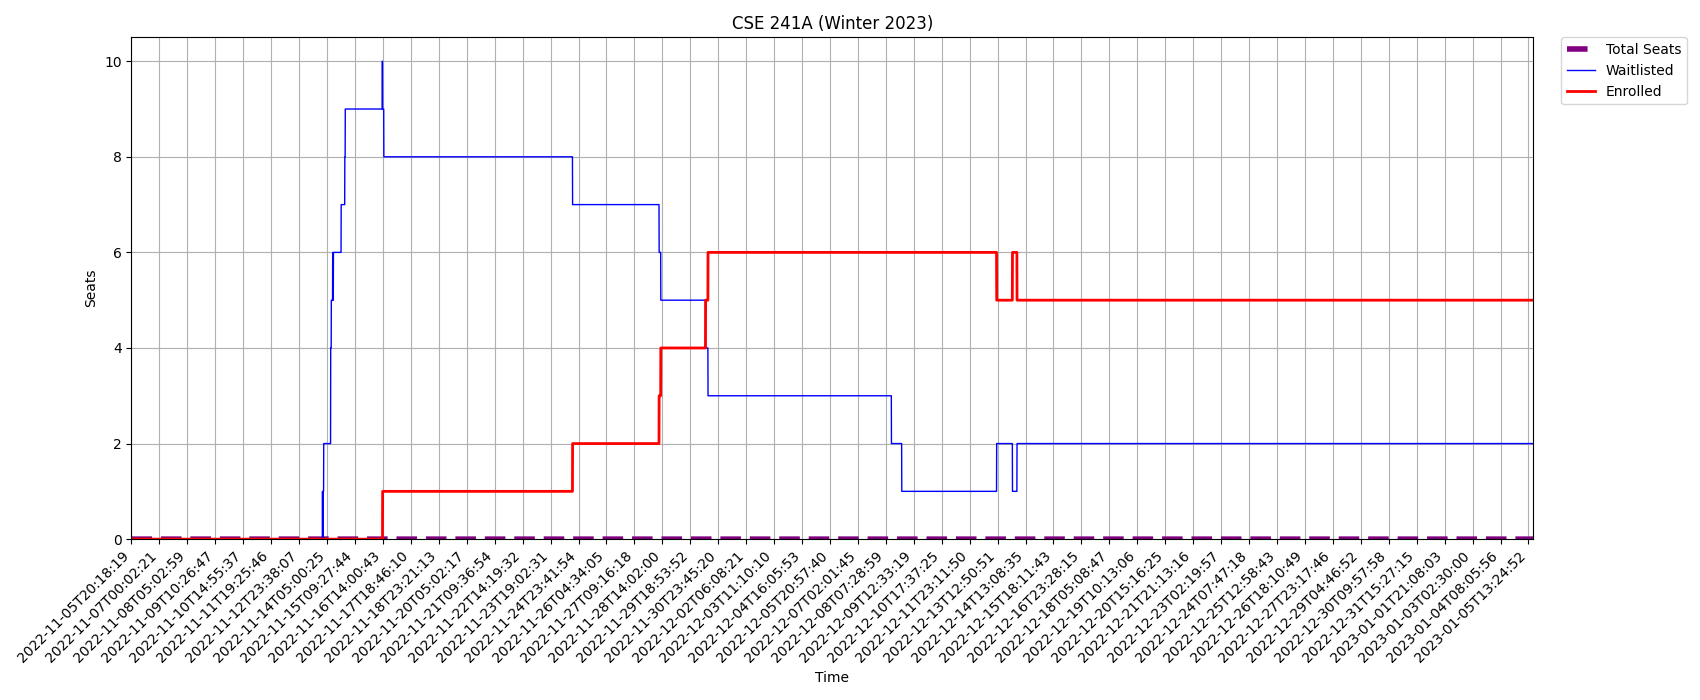 CSE 241A (Winter 2023)
Total Seats
Waitlisted
Enrolled
10
8
6
4
2
0
Seats
2022-11-05T20:18:19
2022-11-07T00:02:21
2022-11-08T05:02:59
2022-11-09T10:26:47
2022-11-10T14:55:37
2022-11-11T19:25:46
2022-11-12T23:38:07
2022-11-14T05:00:25
2022-11-15T09:27:44
2022-11-16T14:00:43
2022-11-17T18:46:10
2022-11-18T23:21:13
2022-11-20T05:02:17
2022-11-21T09:36:54
2022-11-22T14:19:32
2022-11-23T19:02:31
2022-11-24T23:41:54
2022-11-26T04:34:05
2022-11-27T09:16:18
2022-11-28T14:02:00
2022-11-29T18:53:52
2022-11-30T23:45:20
2022-12-02T06:08:21
2022-12-03T11:10:10
2022-12-04T16:05:53
2022-12-05T20:57:40
2022-12-07T02:01:45
2022-12-08T07:28:59
2022-12-09T12:33:19
2022-12-10T17:37:25
2022-12-11T23:11:50
2022-12-13T12:50:51
2022-12-14T13:08:35
2022-12-15T18:11:43
2022-12-16T23:28:15
2022-12-18T05:08:47
2022-12-19T10:13:06
2022-12-20T15:16:25
2022-12-21T21:13:16
2022-12-23T02:19:57
2022-12-24T07:47:18
2022-12-25T12:58:43
2022-12-26T18:10:49
2022-12-27T23:17:46
2022-12-29T04:46:52
2022-12-30T09:57:58
2022-12-31T15:27:15
2023-01-01T21:08:03
2023-01-03T02:30:00
2023-01-04T08:05:56
2023-01-05T13:24:52
Time